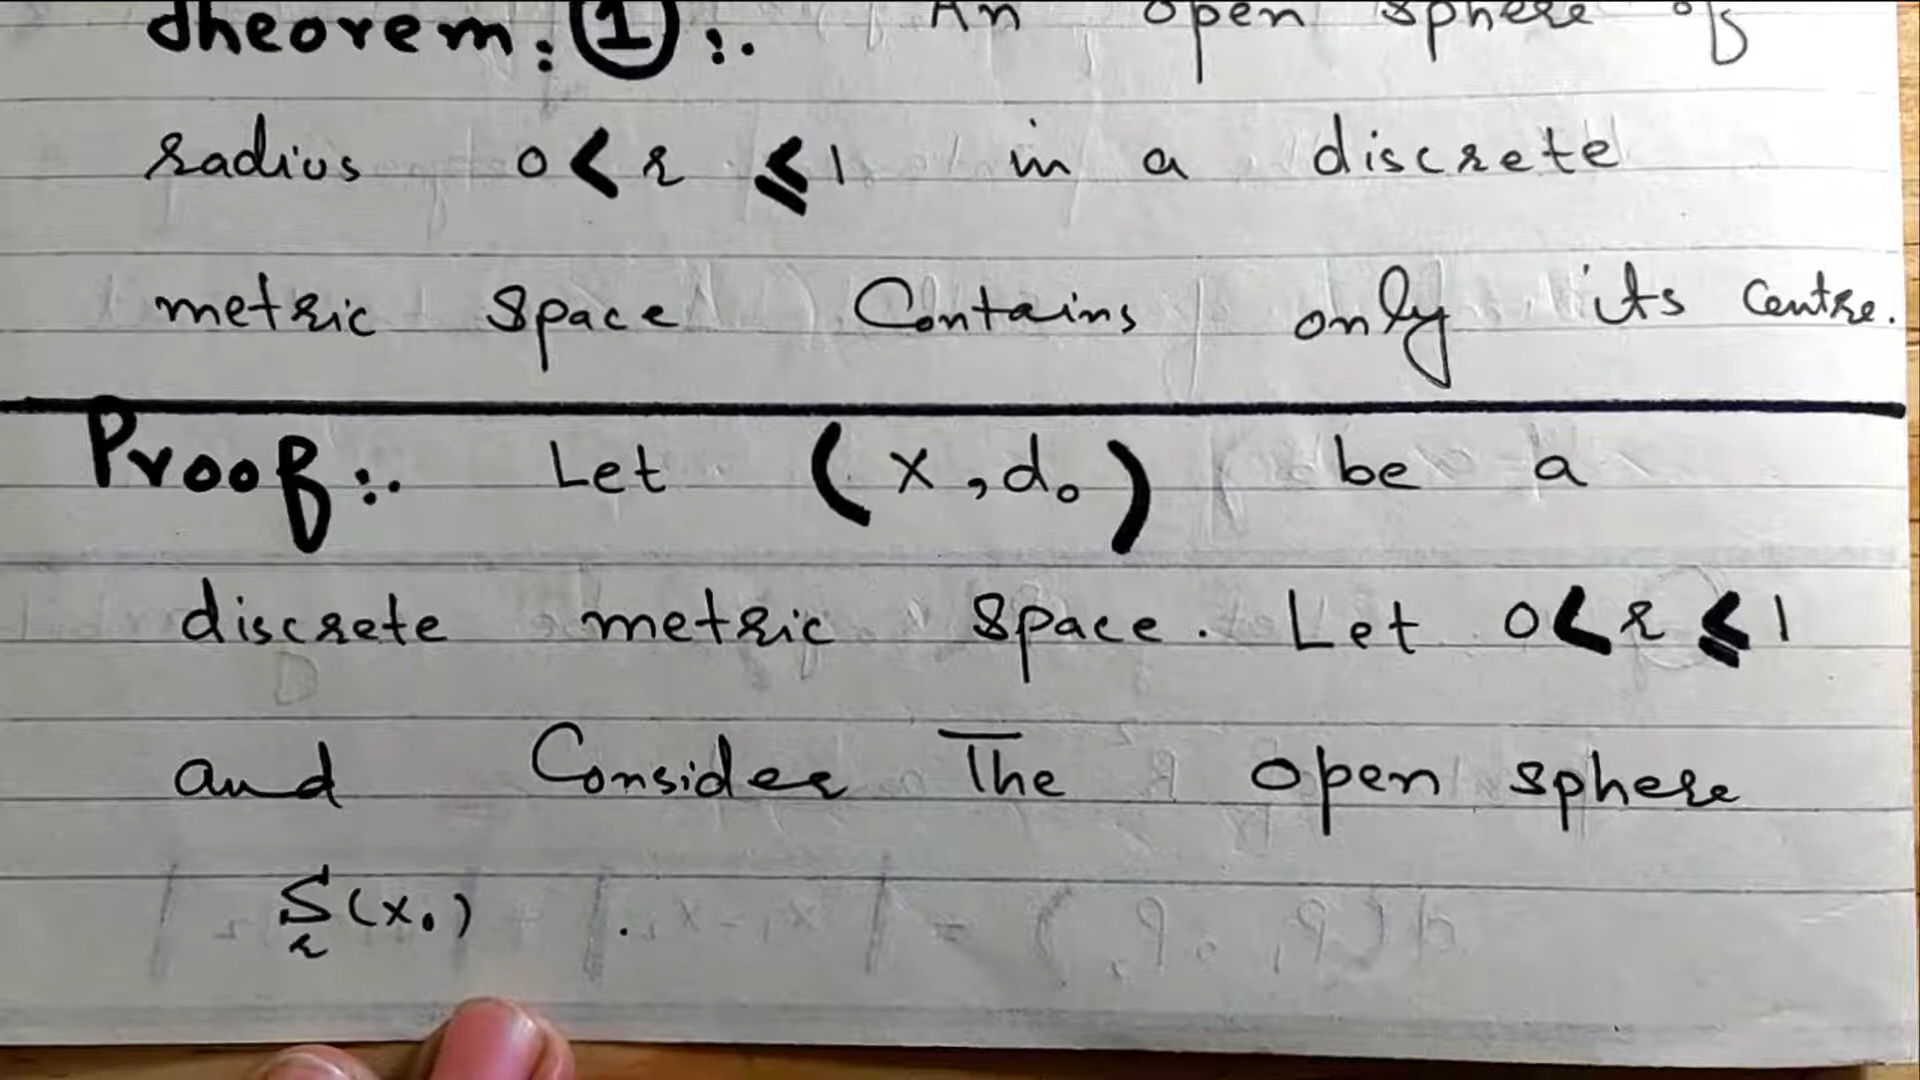 Theorem: ① :. An open sphere of
radius 0 < r ⩽ 1 in a discrete
metric space Contains only its Centre.
Proof:. Let (X, d₀) be a
discrete metric space. Let 0 < r ⩽ 1
and Consider The open sphere
Sᵣ(x₀) .